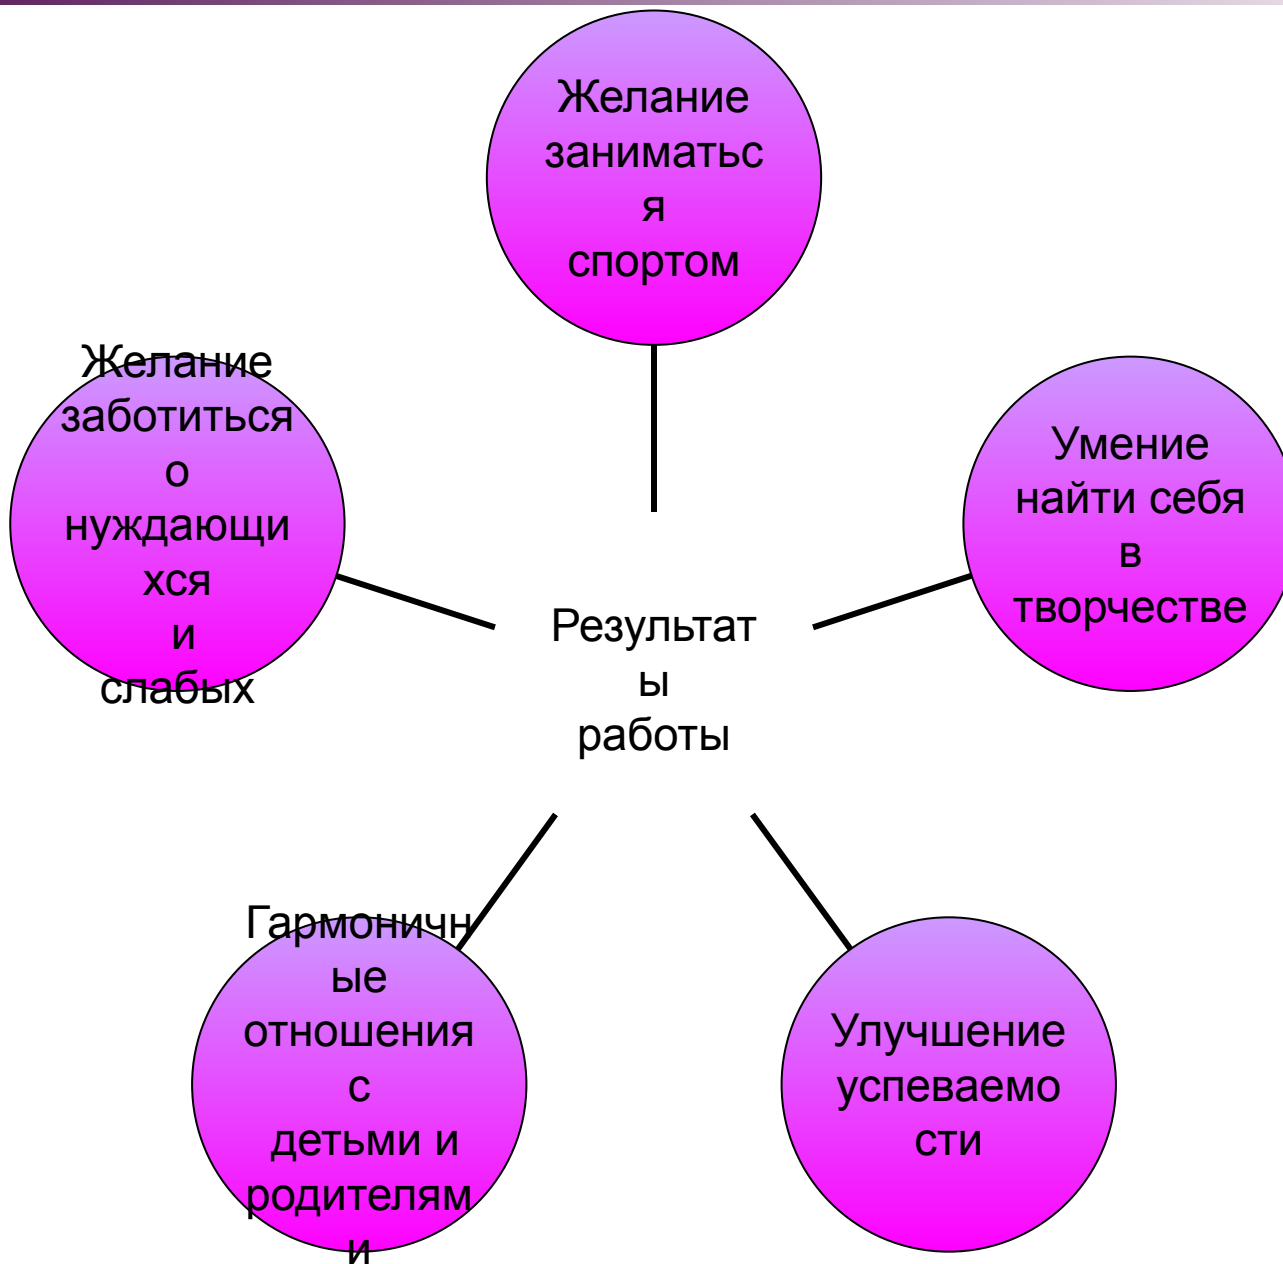 Желание
заниматьс
я
спортом
Желание
заботиться
о
нуждающи
хся
и
слабых
Умение
найти себя
в
творчестве
Результат
ы
работы
Гармоничн
ые
отношения
с
детьми и
родителям
и
Улучшение
успеваемо
сти